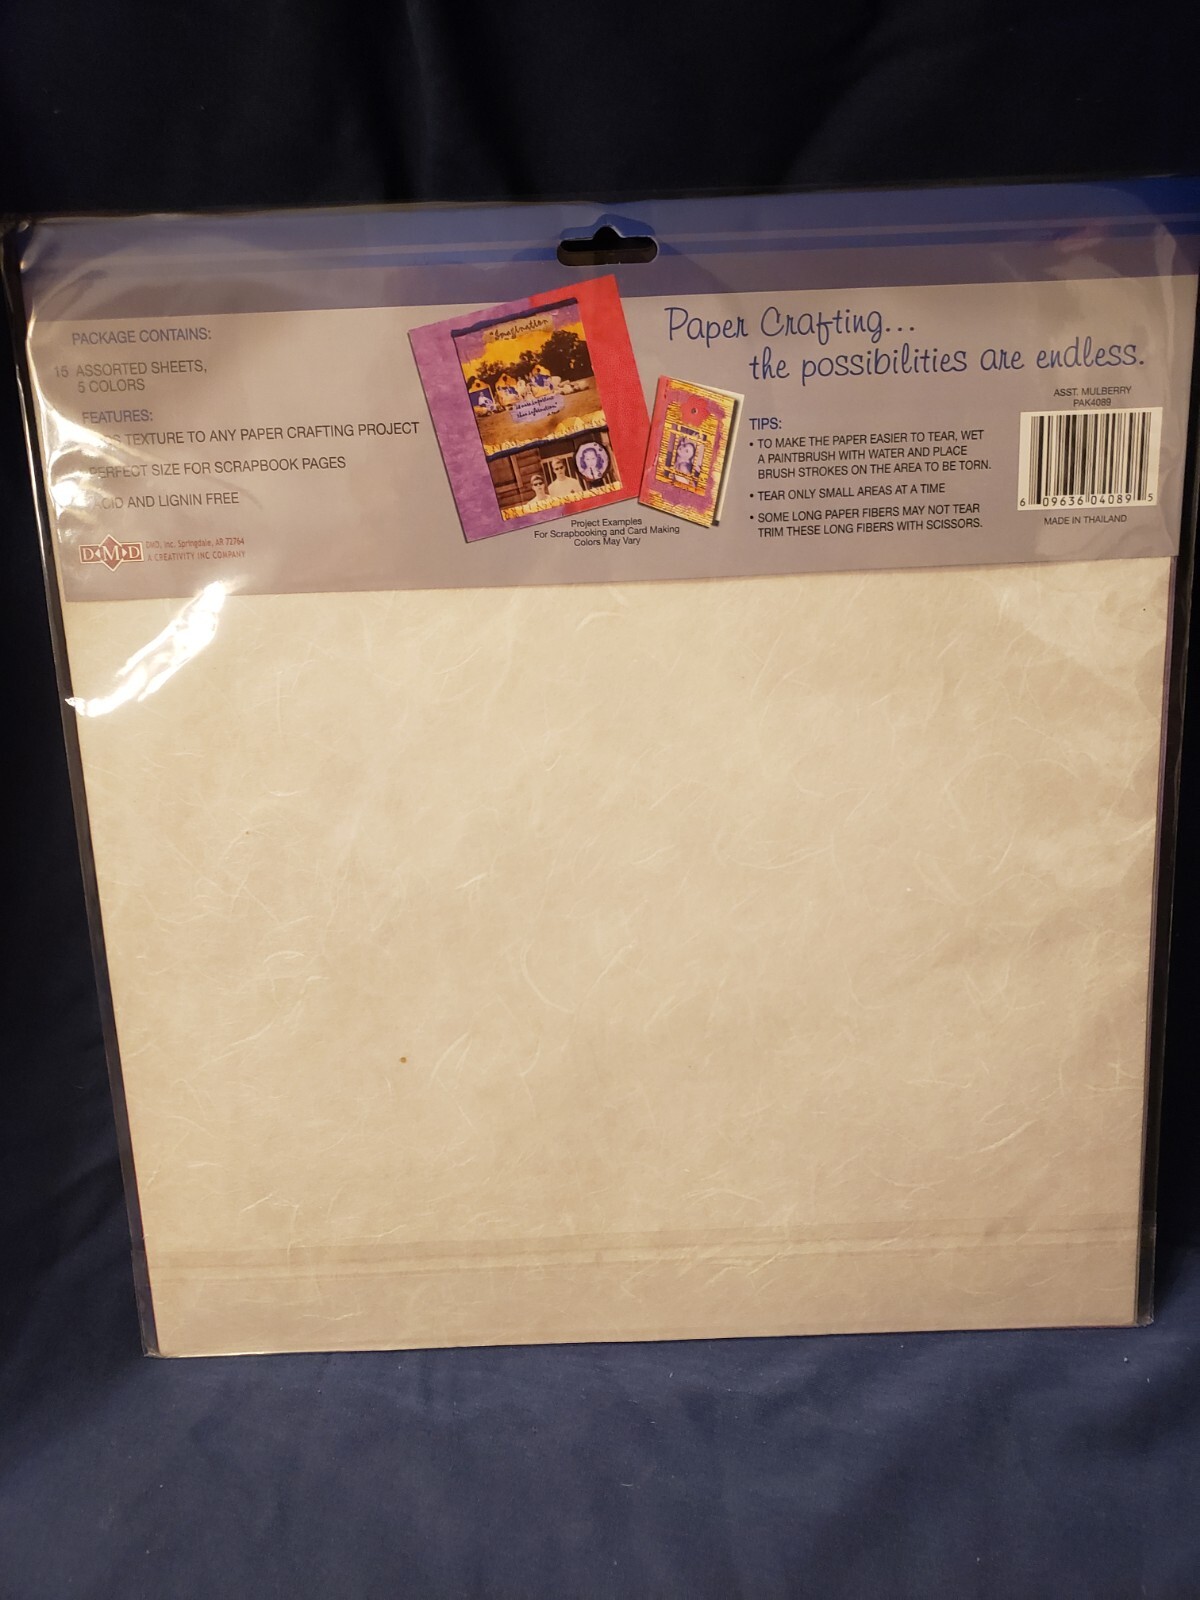 PACKAGE CONTAINS:
15 ASSORTED SHEETS,
5 COLORS
FEATURES:
TEXTURE TO ANY PAPER CRAFTING PROJECT
PERFECT SIZE FOR SCRAPBOOK PAGES
ACID AND LIGNIN FREE
DMD
DMD, Inc. Springdale, AR 72764
A CREATIVITY INC COMPANY
"Imagination
Project Examples
For Scrapbooking and Card Making
Colors May Vary
Paper Crafting...
the possibilities are endless.
TIPS:
• TO MAKE THE PAPER EASIER TO TEAR, WET
A PAINTBRUSH WITH WATER AND PLACE
BRUSH STROKES ON THE AREA TO BE TORN.
• TEAR ONLY SMALL AREAS AT A TIME
• SOME LONG PAPER FIBERS MAY NOT TEAR
TRIM THESE LONG FIBERS WITH SCISSORS.
ASST. MULBERRY
PAK4089
6 09636 04089 5
MADE IN THAILAND